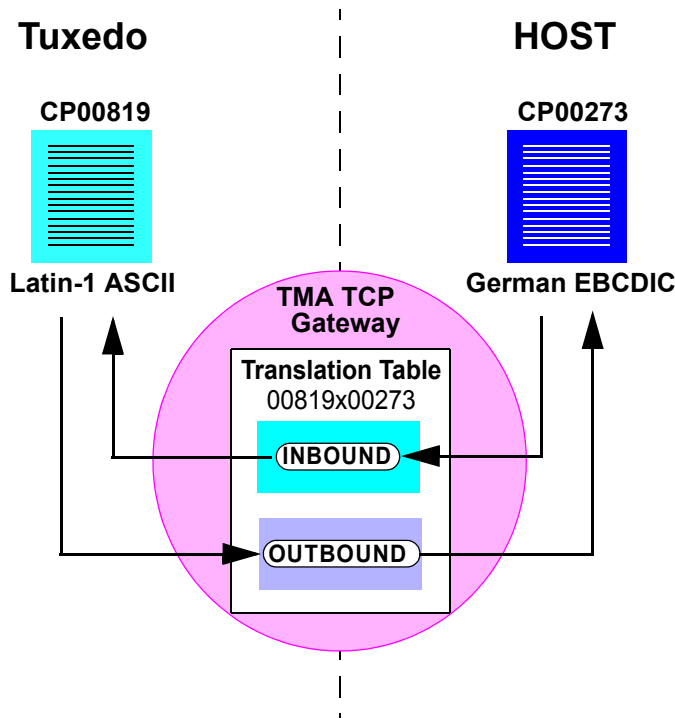 Tuxedo
HOST
CP00819
CP00273
Latin-1 ASCII
German EBCDIC
TMA TCP
Gateway
Translation Table
00819x00273
INBOUND
OUTBOUND